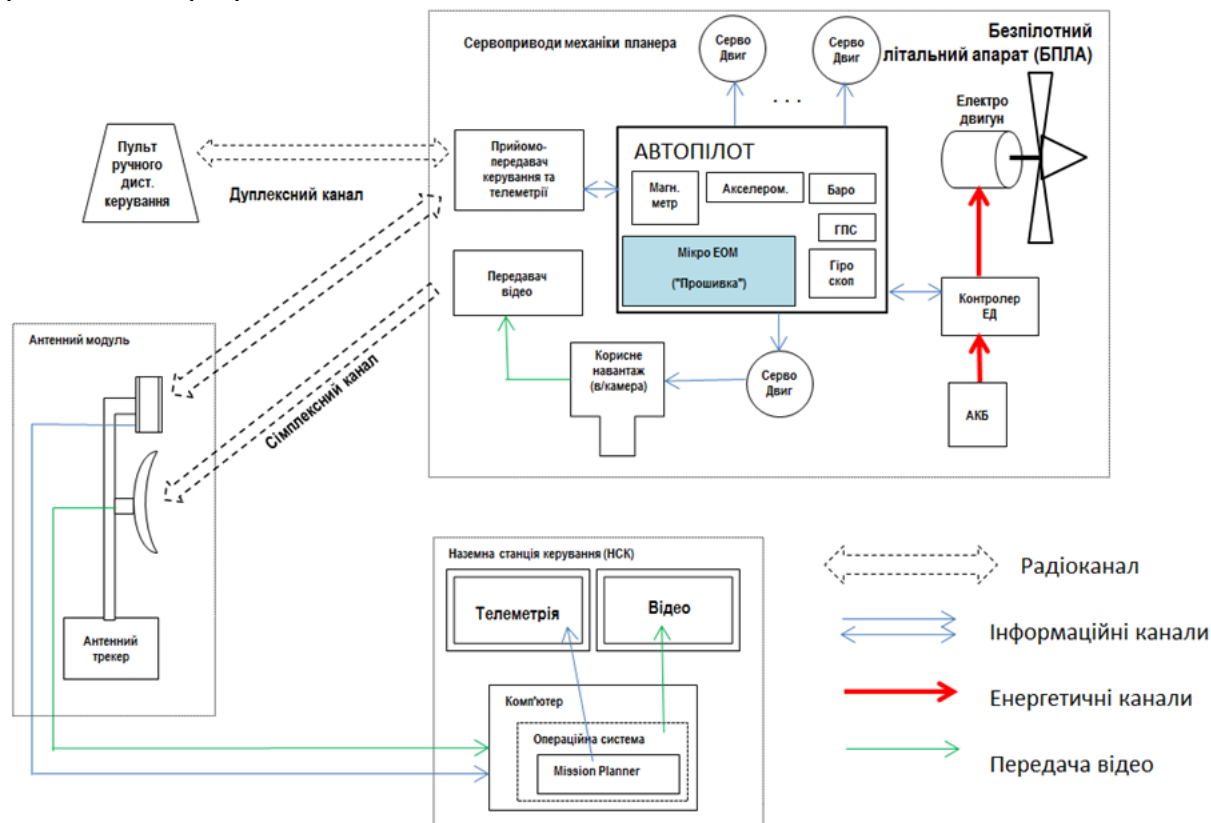 Безпілотний
літальний апарат (БПЛА)
Сервоприводи механіки планера
Серво
Двиг
Серво
Двиг
. . .
Електро
двигун
Пульт
ручного
дист.
керування
Дуплексний канал
Прийомо-
передавач
керування та
телеметрії
АВТОПІЛОТ
Магн.
метр
Акселером.
Баро
ГПС
Гіро
скоп
Мікро ЕОМ
("Прошивка")
Передавач
відео
Контролер
ЕД
Корисне
навантаж
(в/камера)
Серво
Двиг
АКБ
Антенний модуль
Сімплексний канал
Антенний
трекер
Наземна станція керування (НСК)
Телеметрія
Відео
Комп'ютер
Операційна система
Mission Planner
Радіоканал
Інформаційні канали
Енергетичні канали
Передача відео